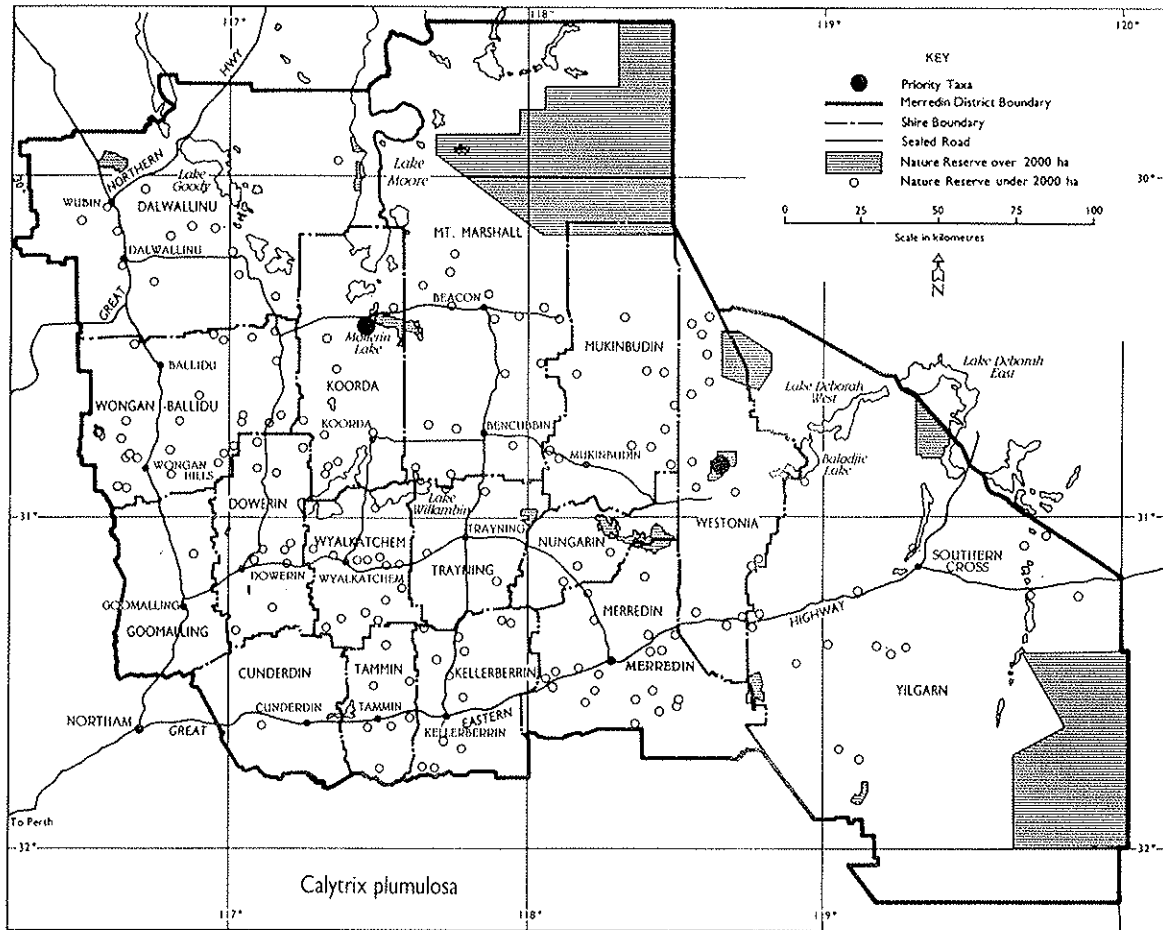 117°
118°
119°
120°
KEY
Priority Taxa
Merredin District Boundary
Shire Boundary
Sealed Road
Nature Reserve over 2000 ha
Nature Reserve under 2000 ha
0 25 50 75 100
Scale in kilometres
N
HWY
NORTHERN
GREAT
Lake
Goody
Lake
Moore
30°
WUBIN
DALWALLINU
DALWALLINU
MT. MARSHALL
BEACON
Mollerin
Lake
MUKINBUDIN
BALLIDU
KOORDA
WONGAN-BALLIDU
KOORDA
BENCUBBIN
MUKINBUDIN
Lake Deborah
East
Lake Deborah
West
Baladjie
Lake
WONGAN
HILLS
DOWERIN
Lake
Wallambin
31°
31°
WYALKATCHEM
TRAYNING
NUNGARIN
WESTONIA
SOUTHERN
CROSS
DOWERIN
WYALKATCHEM
TRAYNING
GOOMALLING
GOOMALLING
MERREDIN
HIGHWAY
CUNDERDIN
TAMMIN
KELLERBERRIN
MERREDIN
YILGARN
NORTHAM
GREAT
CUNDERDIN
TAMMIN
KELLERBERRIN
EASTERN
To Perth
32°
32°
Calytrix plumulosa
117°
118°
119°